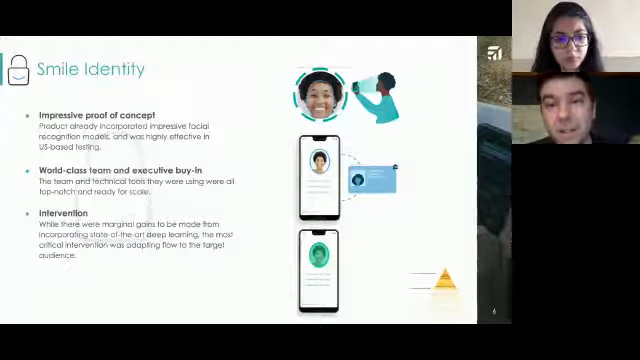 Smile Identity
Impressive proof of concept
Product already incorporated impressive facial
recognition models, and was highly effective in
US-based testing.
World-class team and executive buy-in
The team and technical tools they were using were all
top-notch and ready for scale.
Intervention
While there were marginal gains to be made from
incorporating state-of-the-art deep learning, the most
critical intervention was adapting flow to the target
audience.
6